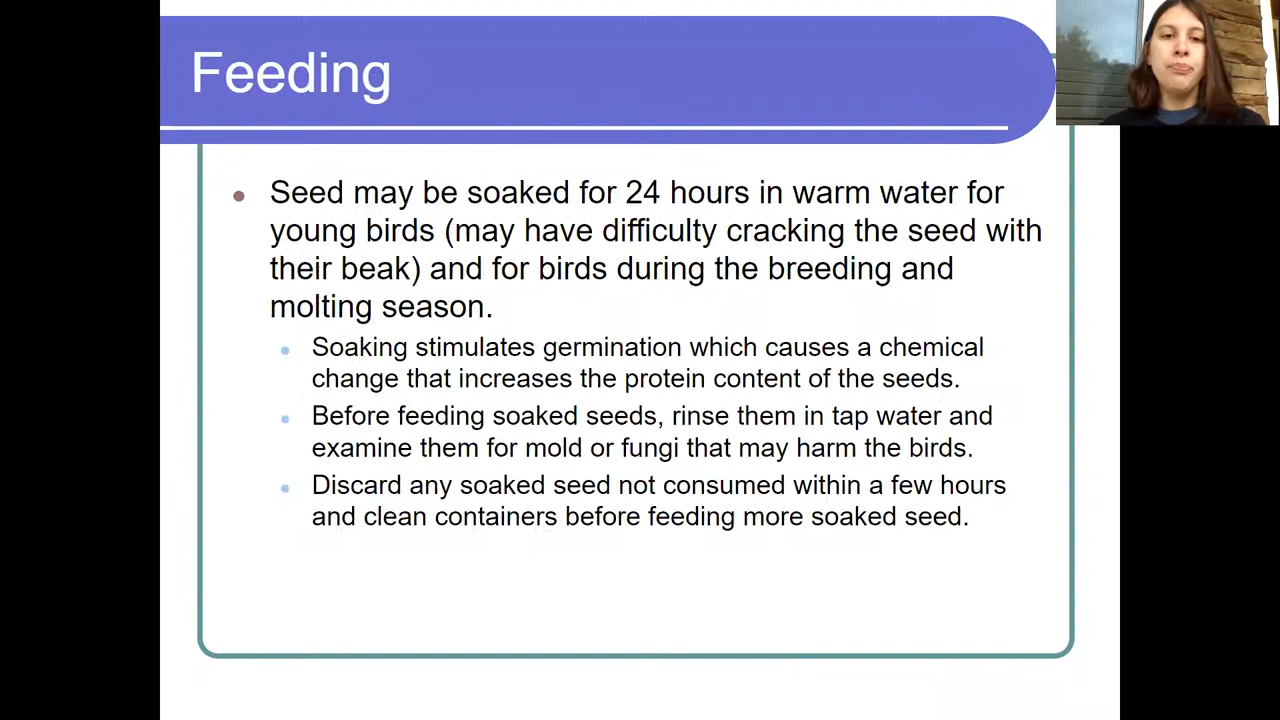 Feeding
Seed may be soaked for 24 hours in warm water for
young birds (may have difficulty cracking the seed with
their beak) and for birds during the breeding and
molting season.
Soaking stimulates germination which causes a chemical
change that increases the protein content of the seeds.
Before feeding soaked seeds, rinse them in tap water and
examine them for mold or fungi that may harm the birds.
Discard any soaked seed not consumed within a few hours
and clean containers before feeding more soaked seed.